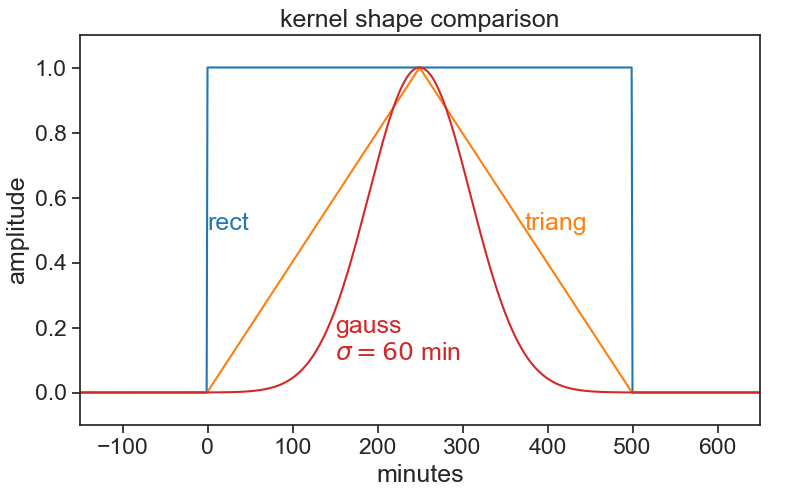 kernel shape comparison
1.0
0.8
0.6
0.4
0.2
0.0
amplitude
rect
triang
gauss
σ = 60 min
−100 0 100 200 300 400 500 600
minutes